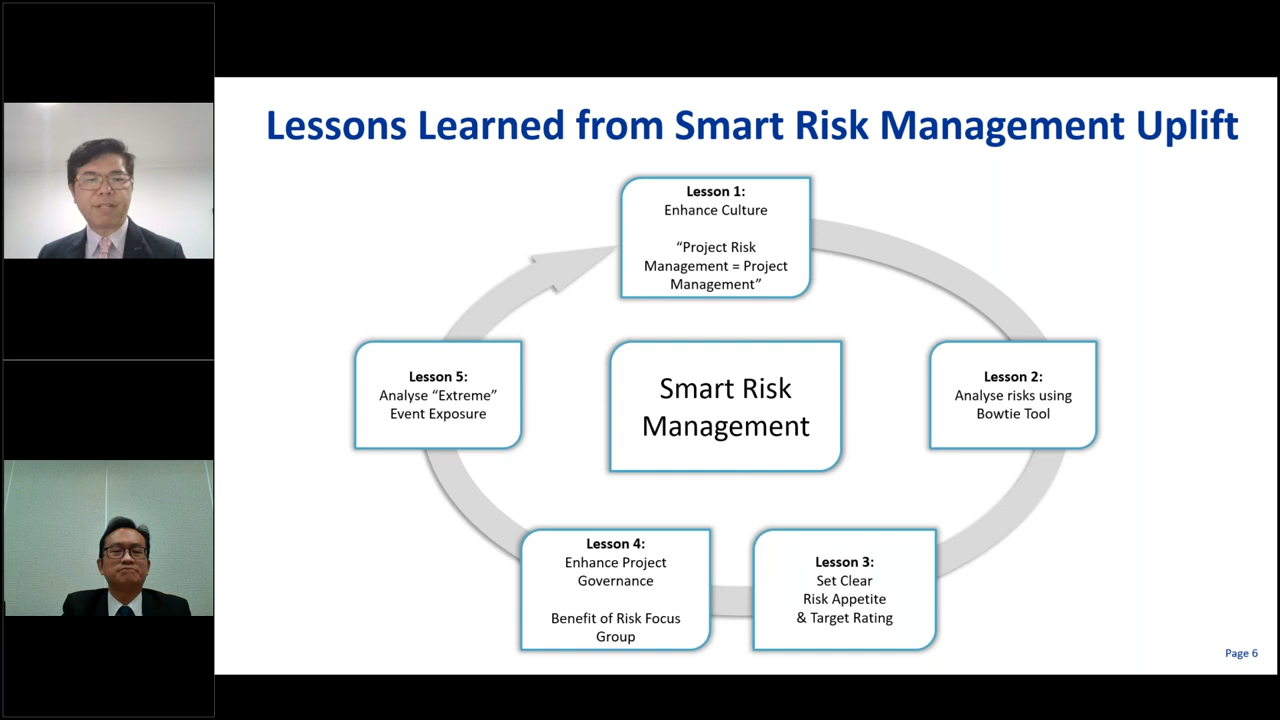 Lessons Learned from Smart Risk Management Uplift
Lesson 1:
Enhance Culture
“Project Risk
Management = Project
Management”
Lesson 2:
Analyse risks using
Bowtie Tool
Lesson 3:
Set Clear
Risk Appetite
& Target Rating
Lesson 4:
Enhance Project
Governance
Benefit of Risk Focus
Group
Lesson 5:
Analyse “Extreme”
Event Exposure
Smart Risk
Management
Page 6